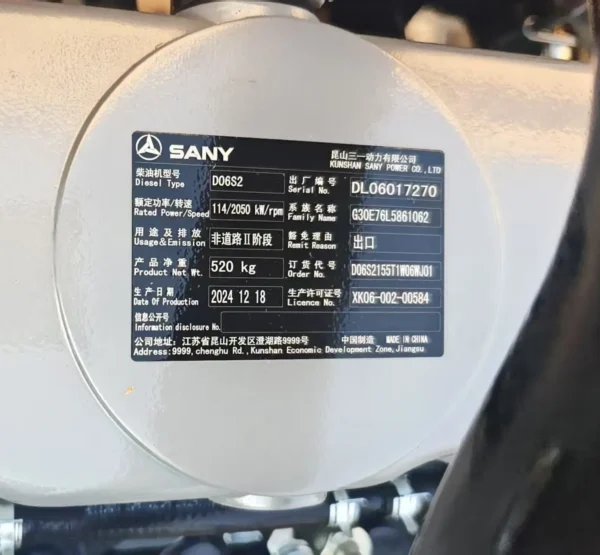 SANY
昆山三一动力有限公司
KUNSHAN SANY POWER CO.,LTD
柴油机型号 D06S2 出厂编号 DL06017270
Diesel Type Serial No.
额定功率/转速 114/2050 kW/rpm 系族名称 G30E76L5861062
Rated Power/Speed Family Name
用途及排放 非道路II阶段 豁免理由 出口
Usage&Emission Remit Reason
产品净重 520 kg 订货代号 D06S2155T1W06WJ01
Product Net Wt. Order No.
生产日期 2024 12 18 生产许可证号 XK06-002-00584
Date Of Production Licence No.
信息公开号
Information disclosure No.
公司地址:江苏省昆山开发区澄湖路9999号 中国制造 MADE IN CHINA
Address:9999,chenghu Rd.,Kunshan Economic Development Zone,Jiangsu